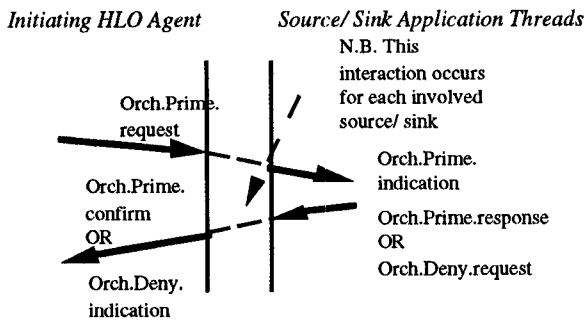 Initiating HLO Agent
Source/ Sink Application Threads
N.B. This
interaction occurs
for each involved
source/ sink
Orch.Prime.
request
Orch.Prime.
indication
Orch.Prime.
confirm
OR
Orch.Deny.
indication
Orch.Prime.response
OR
Orch.Deny.request